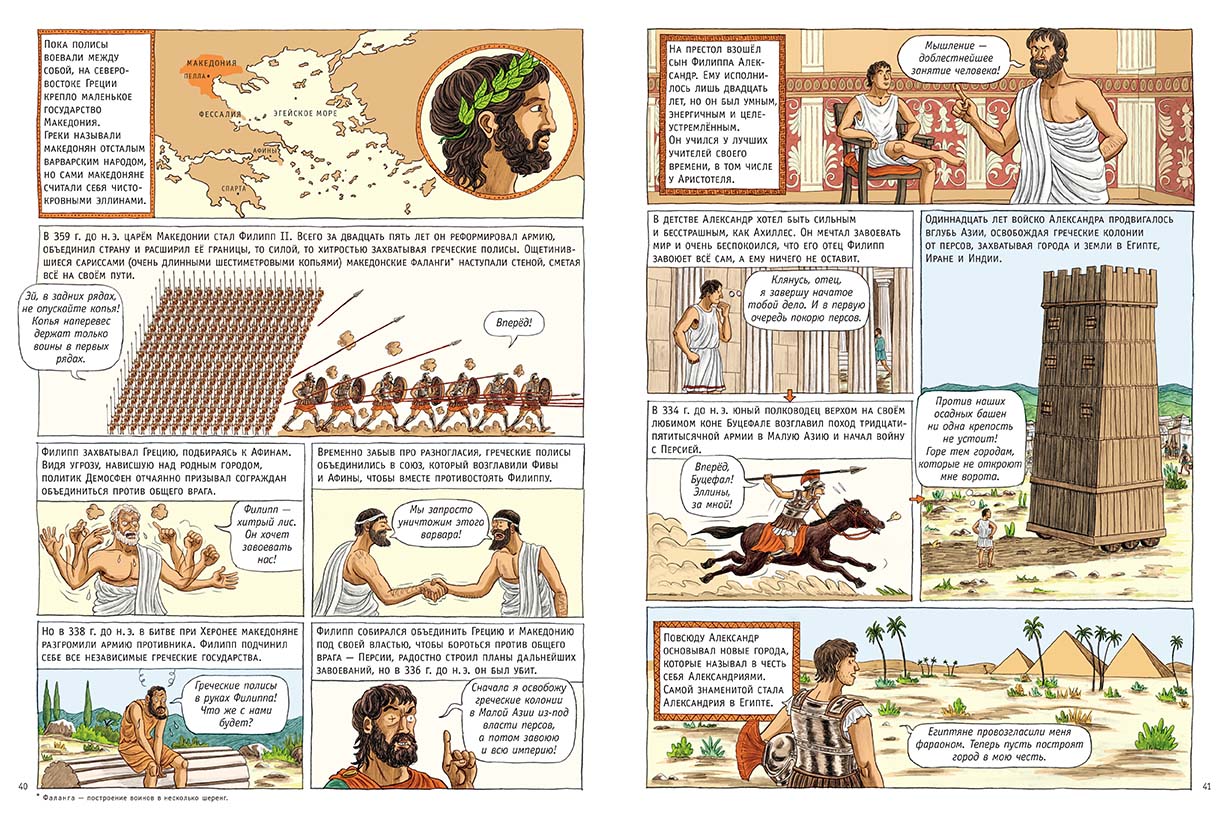 Пока полисы
воевали между
собой, на северо-
востоке Греции
крепло маленькое
государство
Македония.
Греки называли
македонян отсталым
варварским народом,
но сами македоняне
считали себя чисто-
кровными эллинами.
МАКЕДОНИЯ
ПЕЛЛА
ФЕССАЛИЯ
ЭГЕЙСКОЕ МОРЕ
АФИНЫ
СПАРТА
В 359 г. до н.э. царём Македонии стал Филипп II. Всего за двадцать пять лет он реформировал армию,
объединил страну и расширил её границы, то силой, то хитростью захватывая греческие полисы. Ощетинив-
шиеся сариссами (очень длинными шестиметровыми копьями) македонские фаланги* наступали стеной, сметая
всё на своём пути.
Эй, в задних рядах,
не опускайте копья!
Копья наперевес
держат только
воины в первых
рядах.
Вперёд!
Филипп захватывал Грецию, подбираясь к Афинам.
Видя угрозу, нависшую над родным городом,
политик Демосфен отчаянно призывал сограждан
объединиться против общего врага.
Филипп —
хитрый лис.
Он хочет
завоевать
нас!
Временно забыв про разногласия, греческие полисы
объединились в союз, который возглавили Фивы
и Афины, чтобы вместе противостоять Филиппу.
Мы запросто
уничтожим этого
варвара!
Но в 338 г. до н.э. в битве при Херонее македоняне
разгромили армию противника. Филипп подчинил
себе все независимые греческие государства.
Греческие полисы
в руках Филиппа!
Что же с нами
будет?
Филипп собирался объединить Грецию и Македонию
под своей властью, чтобы бороться против общего
врага — Персии, радостно строил планы дальнейших
завоеваний, но в 336 г. до н.э. он был убит.
Сначала я освобожу
греческие колонии
в Малой Азии из-под
власти персов,
а потом завоюю
и всю империю!
40
* Фаланга — построение воинов в несколько шеренг.
На престол взошёл
сын Филиппа Алек-
сандр. Ему исполни-
лось лишь двадцать
лет, но он был умным,
энергичным и целе-
устремлённым.
Он учился у лучших
учителей своего
времени, в том числе
у Аристотеля.
Мышление —
доблестнейшее
занятие человека!
В детстве Александр хотел быть сильным
и бесстрашным, как Ахиллес. Он мечтал завоевать
мир и очень беспокоился, что его отец Филипп
завоюет всё сам, а ему ничего не оставит.
Клянусь, отец,
я завершу начатое
тобой дело. И в первую
очередь покорю персов.
В 334 г. до н.э. юный полководец верхом на своём
любимом коне Буцефале возглавил поход тридцати-
пятитысячной армии в Малую Азию и начал войну
с Персией.
Вперёд,
Буцефал!
Эллины,
за мной!
Одиннадцать лет войско Александра продвигалось
вглубь Азии, освобождая греческие колонии
от персов, захватывая города и земли в Египте,
Иране и Индии.
Против наших
осадных башен
ни одна крепость
не устоит!
Горе тем городам,
которые не откроют
мне ворота.
Повсюду Александр
основывал новые города,
которые называл в честь
себя Александриями.
Самой знаменитой стала
Александрия в Египте.
Египтяне провозгласили меня
фараоном. Теперь пусть построят
город в мою честь.
41